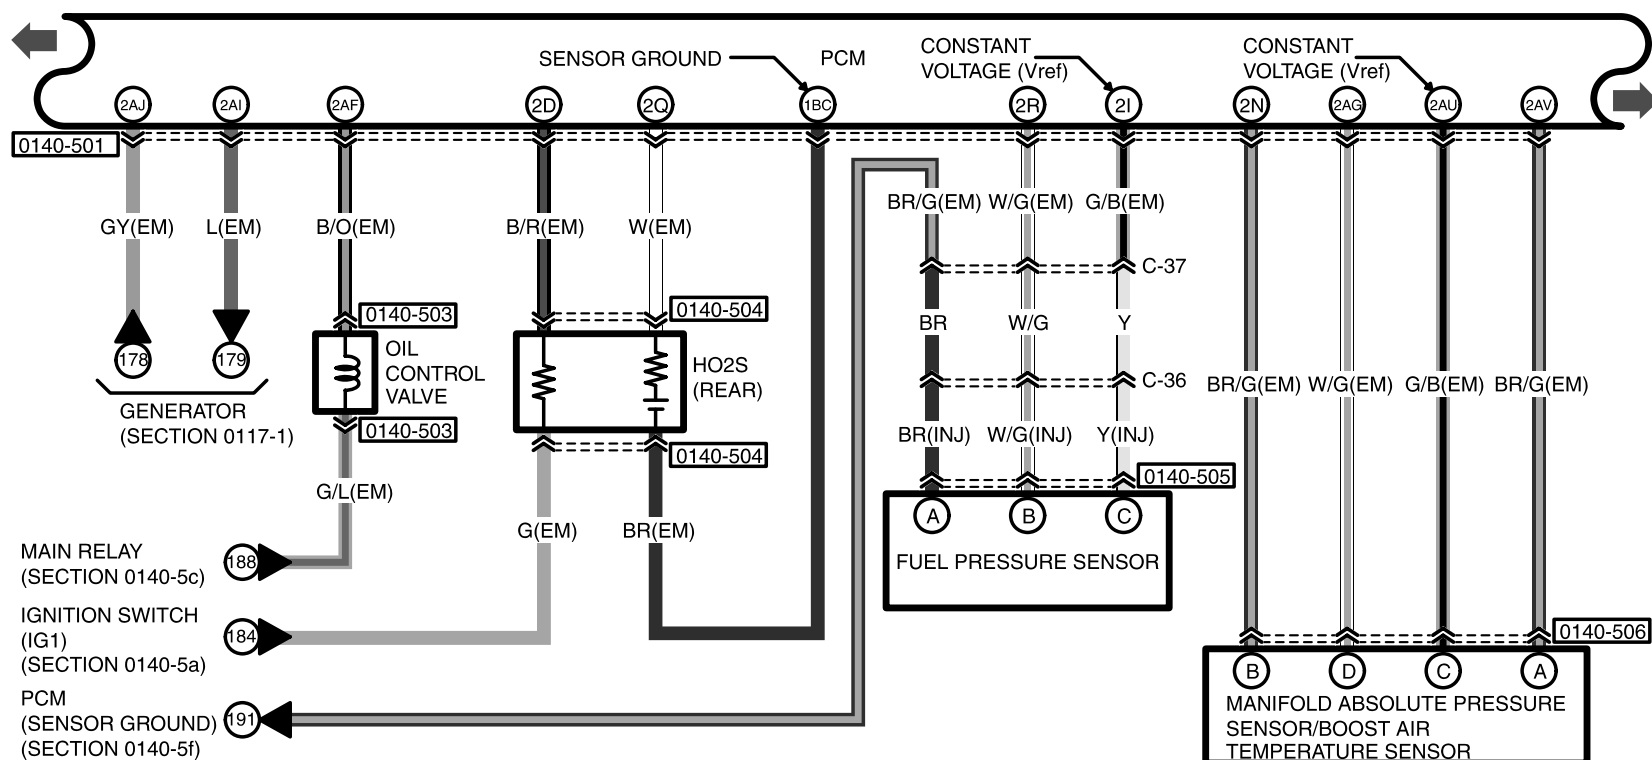 SENSOR GROUND
PCM
CONSTANT
VOLTAGE (Vref)
CONSTANT
VOLTAGE (Vref)
2AJ
2AI
2AF
2D
2Q
1BC
2R
2I
2N
2AG
2AU
2AV
0140-501
GY(EM)
L(EM)
B/O(EM)
B/R(EM)
W(EM)
BR/G(EM)
W/G(EM)
G/B(EM)
C-37
0140-503
0140-504
BR
W/G
Y
178
179
OIL
CONTROL
VALVE
HO2S
(REAR)
C-36
BR/G(EM)
W/G(EM)
G/B(EM)
BR/G(EM)
GENERATOR
(SECTION 0117-1)
0140-503
0140-504
BR(INJ)
W/G(INJ)
Y(INJ)
0140-505
G/L(EM)
G(EM)
BR(EM)
A
B
C
FUEL PRESSURE SENSOR
MAIN RELAY
(SECTION 0140-5c)
188
IGNITION SWITCH
(IG1)
(SECTION 0140-5a)
184
PCM
(SENSOR GROUND)
(SECTION 0140-5f)
191
0140-506
B
D
C
A
MANIFOLD ABSOLUTE PRESSURE
SENSOR/BOOST AIR
TEMPERATURE SENSOR